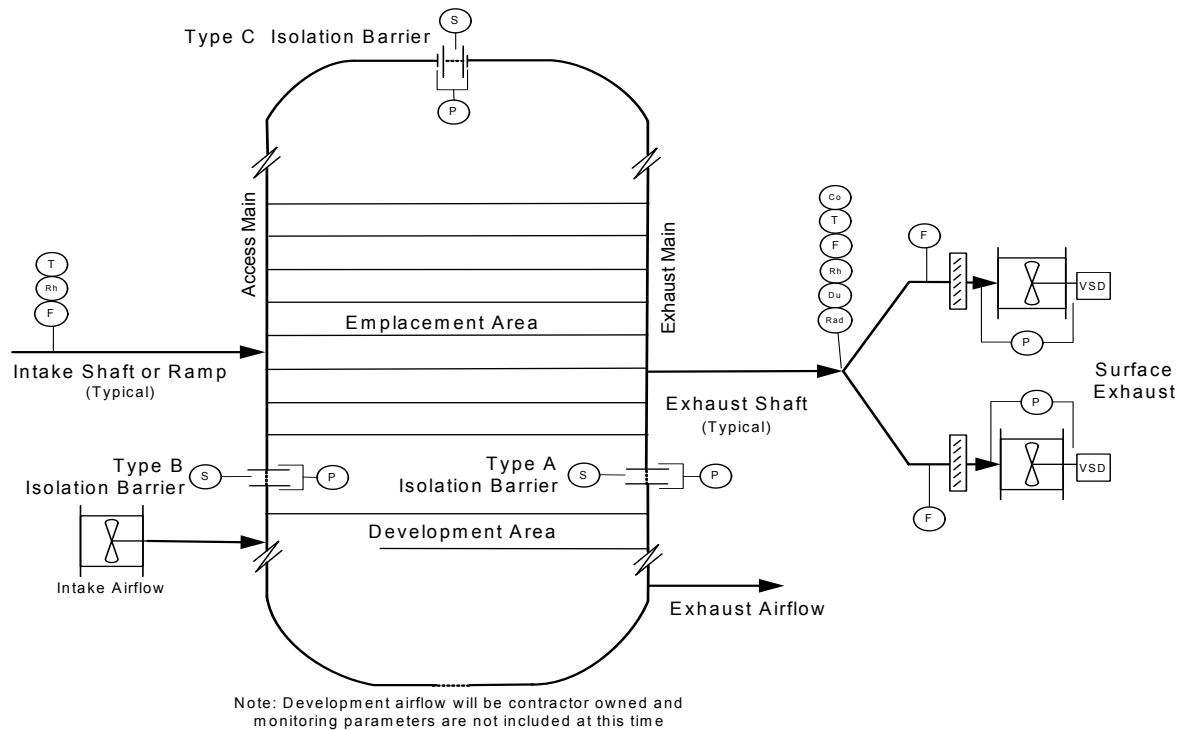 Type C Isolation Barrier
S
P
Access Main
Exhaust Main
Emplacement Area
T
Rh
F
Intake Shaft or Ramp
(Typical)
Co
T
F
Rh
Du
Rad
F
VSD
P
Surface
Exhaust
Exhaust Shaft
(Typical)
P
VSD
F
Type B
Isolation Barrier
S
P
Type A
Isolation Barrier
S
P
Development Area
Intake Airflow
Exhaust Airflow
Note: Development airflow will be contractor owned and
monitoring parameters are not included at this time